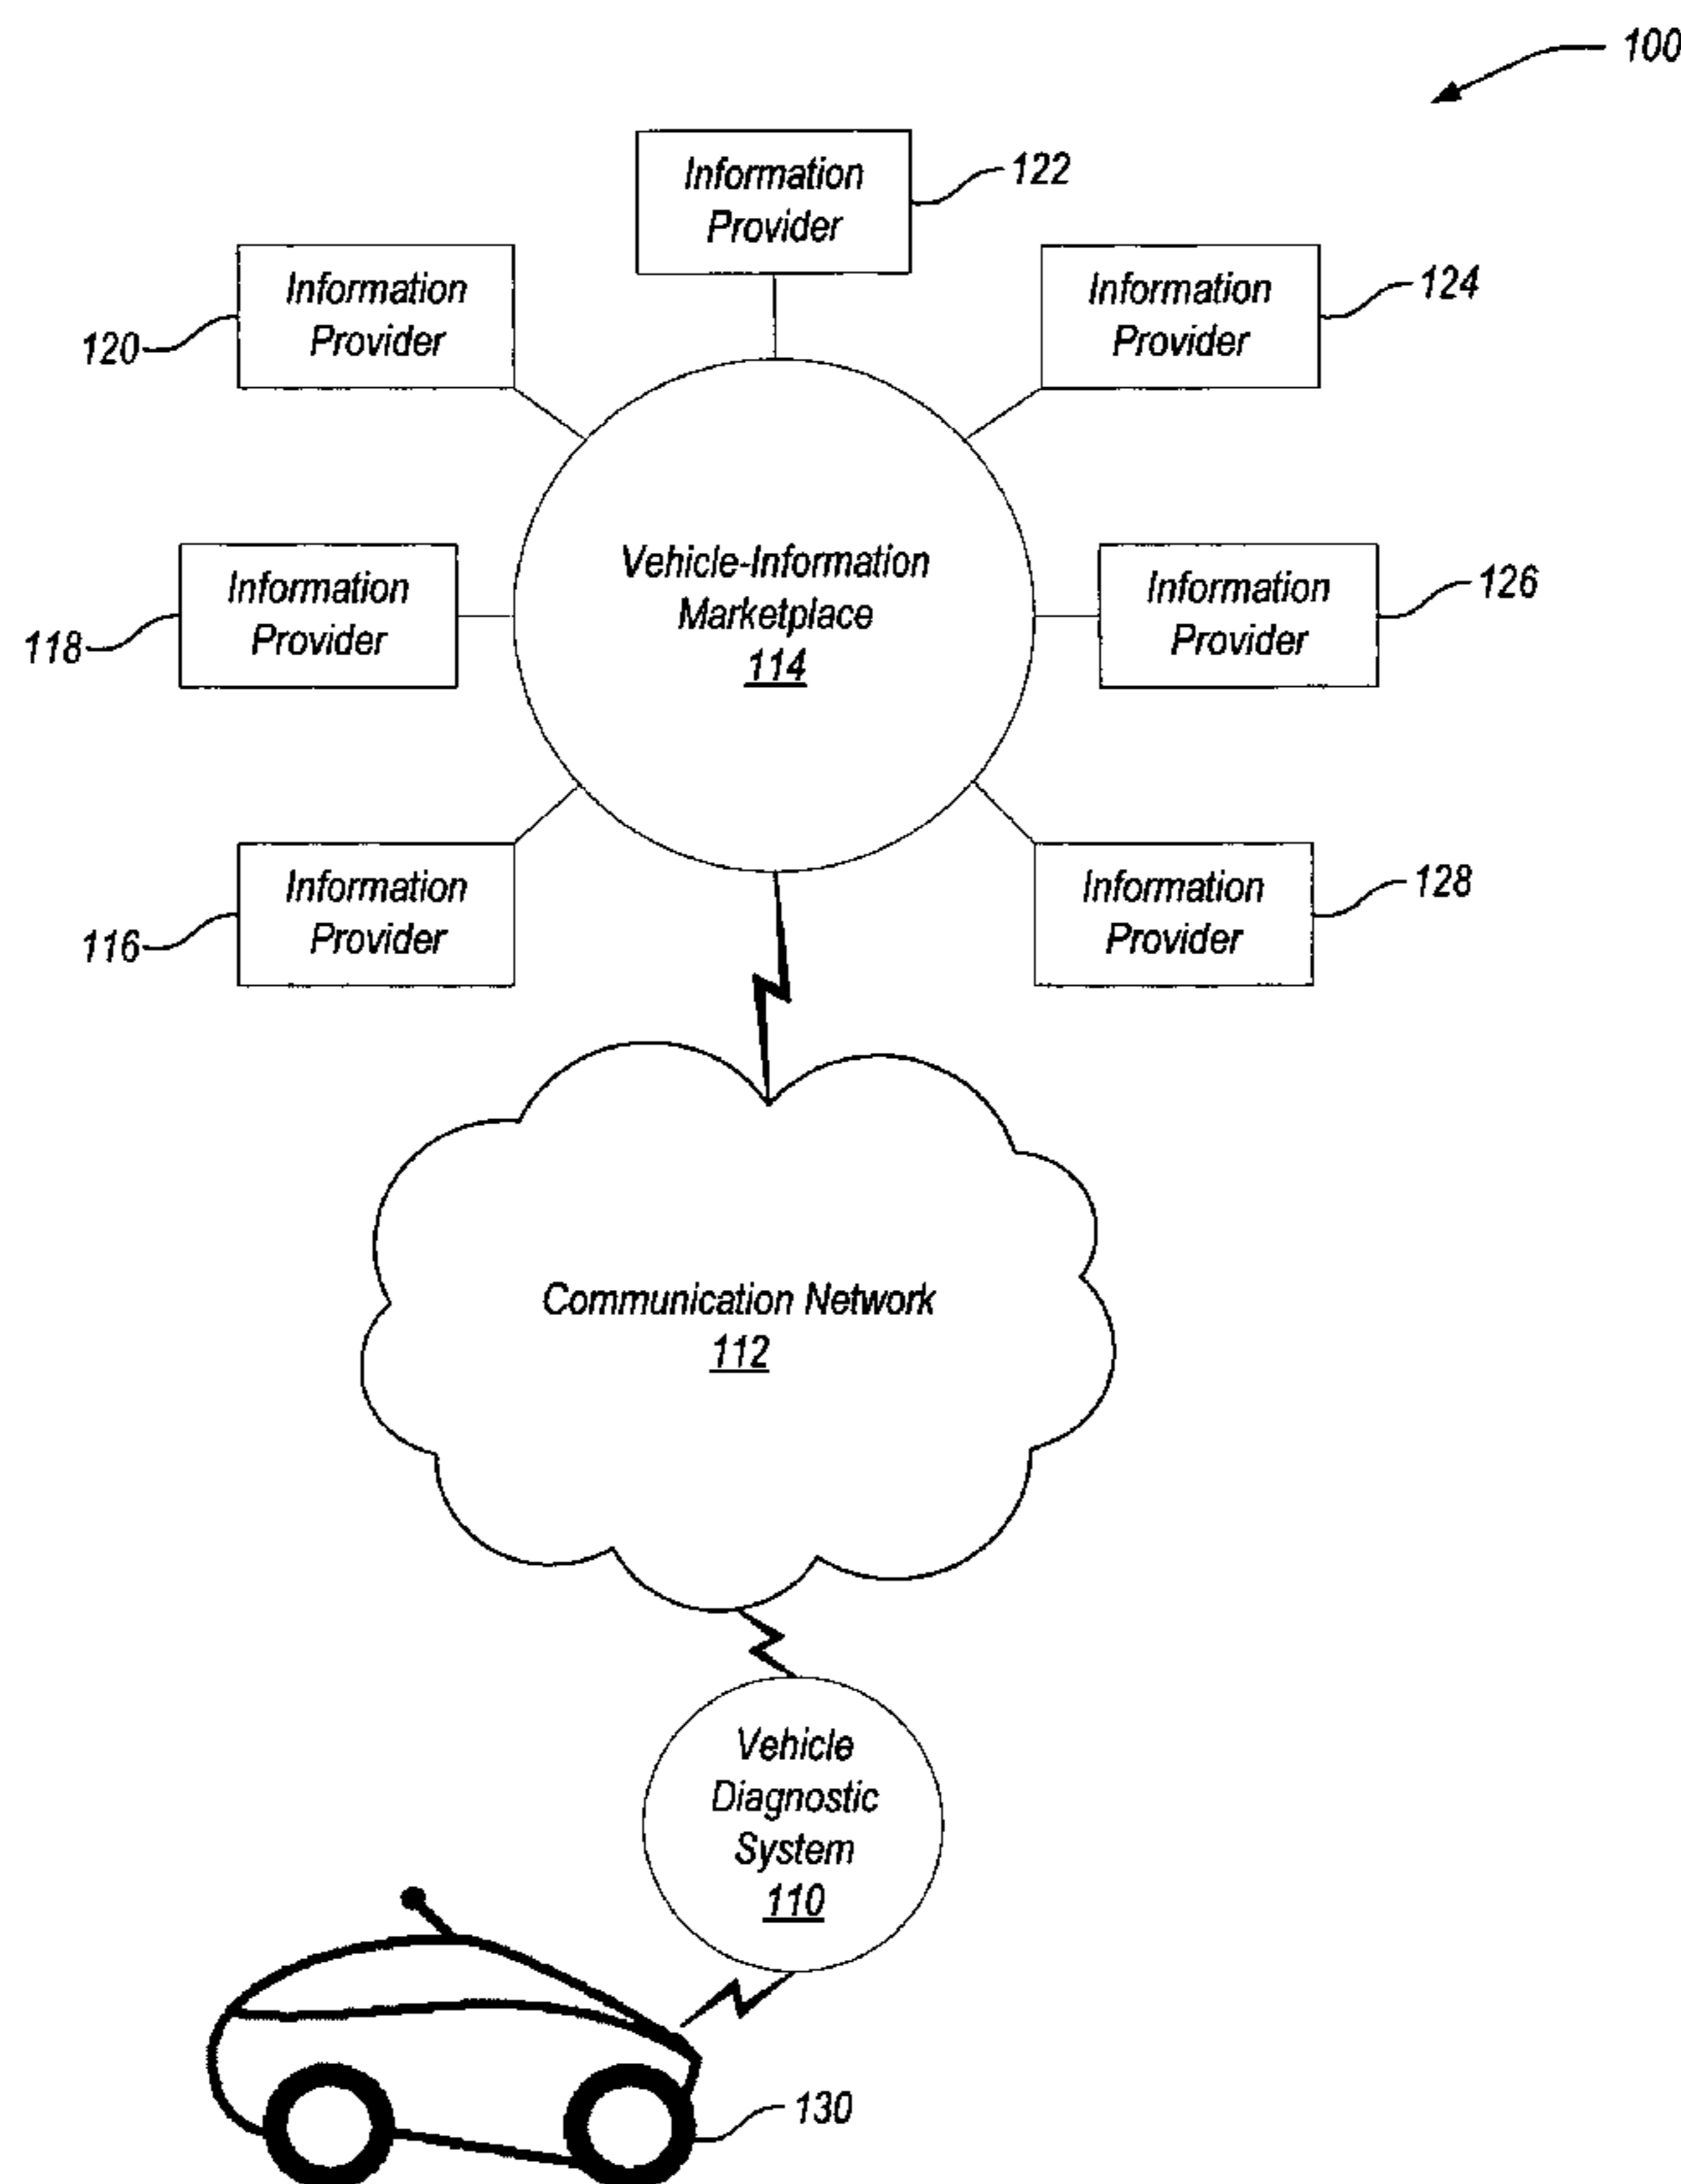 100
Information
Provider
122
Information
Provider
120
Information
Provider
124
Vehicle-Information
Marketplace
114
Information
Provider
118
Information
Provider
126
Information
Provider
116
Information
Provider
128
Communication Network
112
Vehicle
Diagnostic
System
110
130